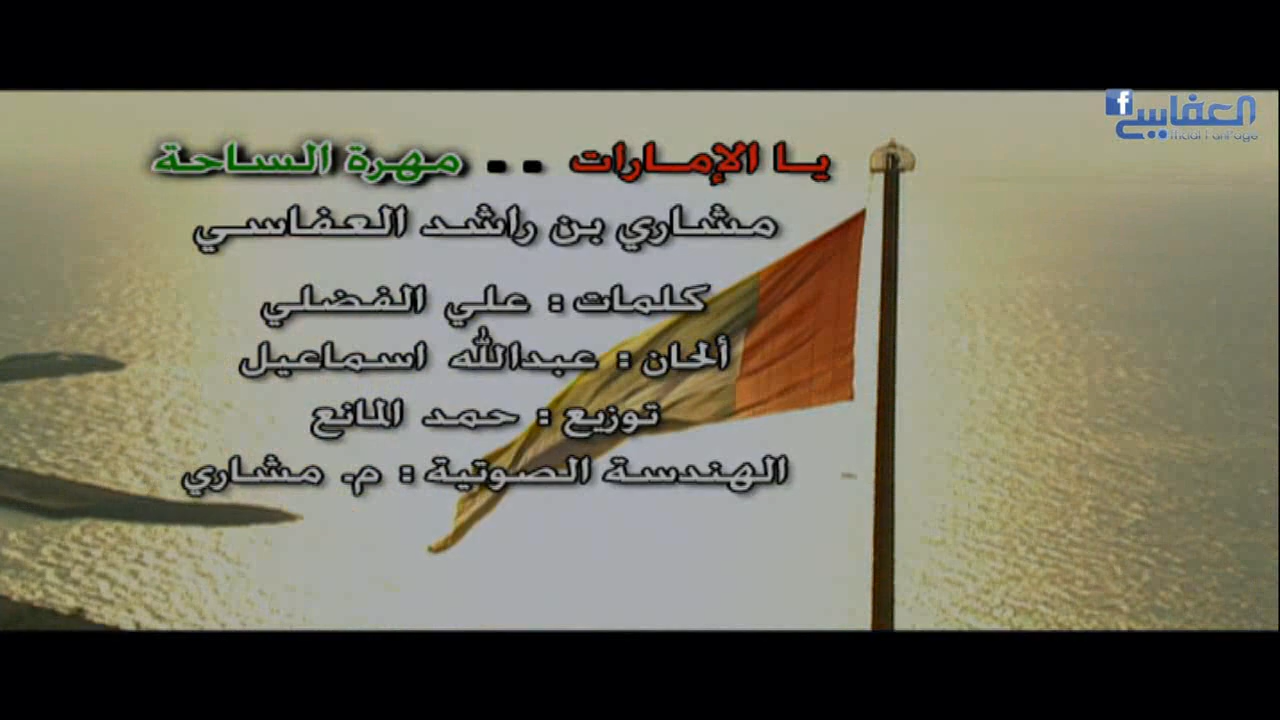 العفاسي
يا الإمارات .. مهرة الساحة
مشاري بن راشد العفاسي
كلمات : علي الفضلي
ألحان : عبدالله اسماعيل
توزيع : حمد المانع
الهندسة الصوتية : م. مشاري